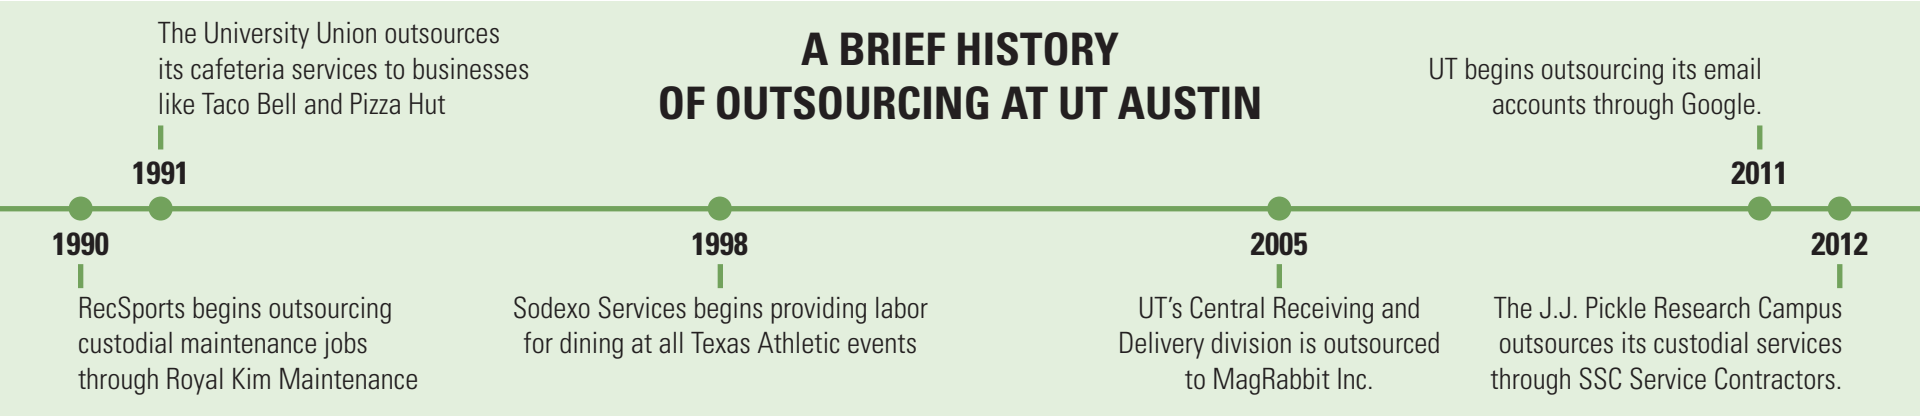 A BRIEF HISTORY
OF OUTSOURCING AT UT AUSTIN
1990
RecSports begins outsourcing
custodial maintenance jobs
through Royal Kim Maintenance
The University Union outsources
its cafeteria services to businesses
like Taco Bell and Pizza Hut
1991
1998
Sodexo Services begins providing labor
for dining at all Texas Athletic events
2005
UT’s Central Receiving and
Delivery division is outsourced
to MagRabbit Inc.
UT begins outsourcing its email
accounts through Google.
2011
2012
The J.J. Pickle Research Campus
outsources its custodial services
through SSC Service Contractors.